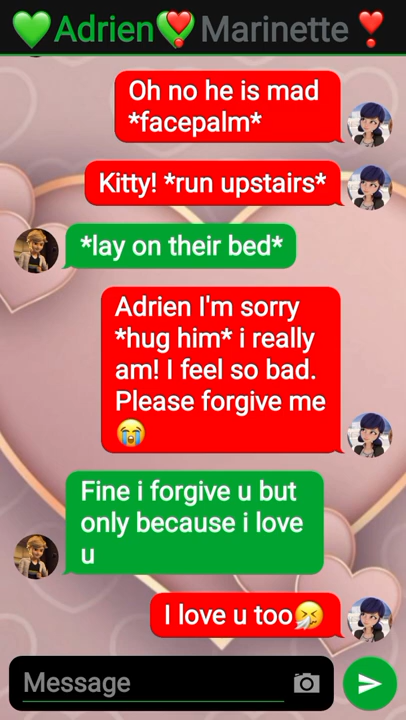 💚Adrien💚❣️Marinette ❣️
Oh no he is mad
*facepalm*
Kitty! *run upstairs*
*lay on their bed*
Adrien I'm sorry
*hug him* i really
am! I feel so bad.
Please forgive me
😭
Fine i forgive u but
only because i love
u
I love u too🤧
Message